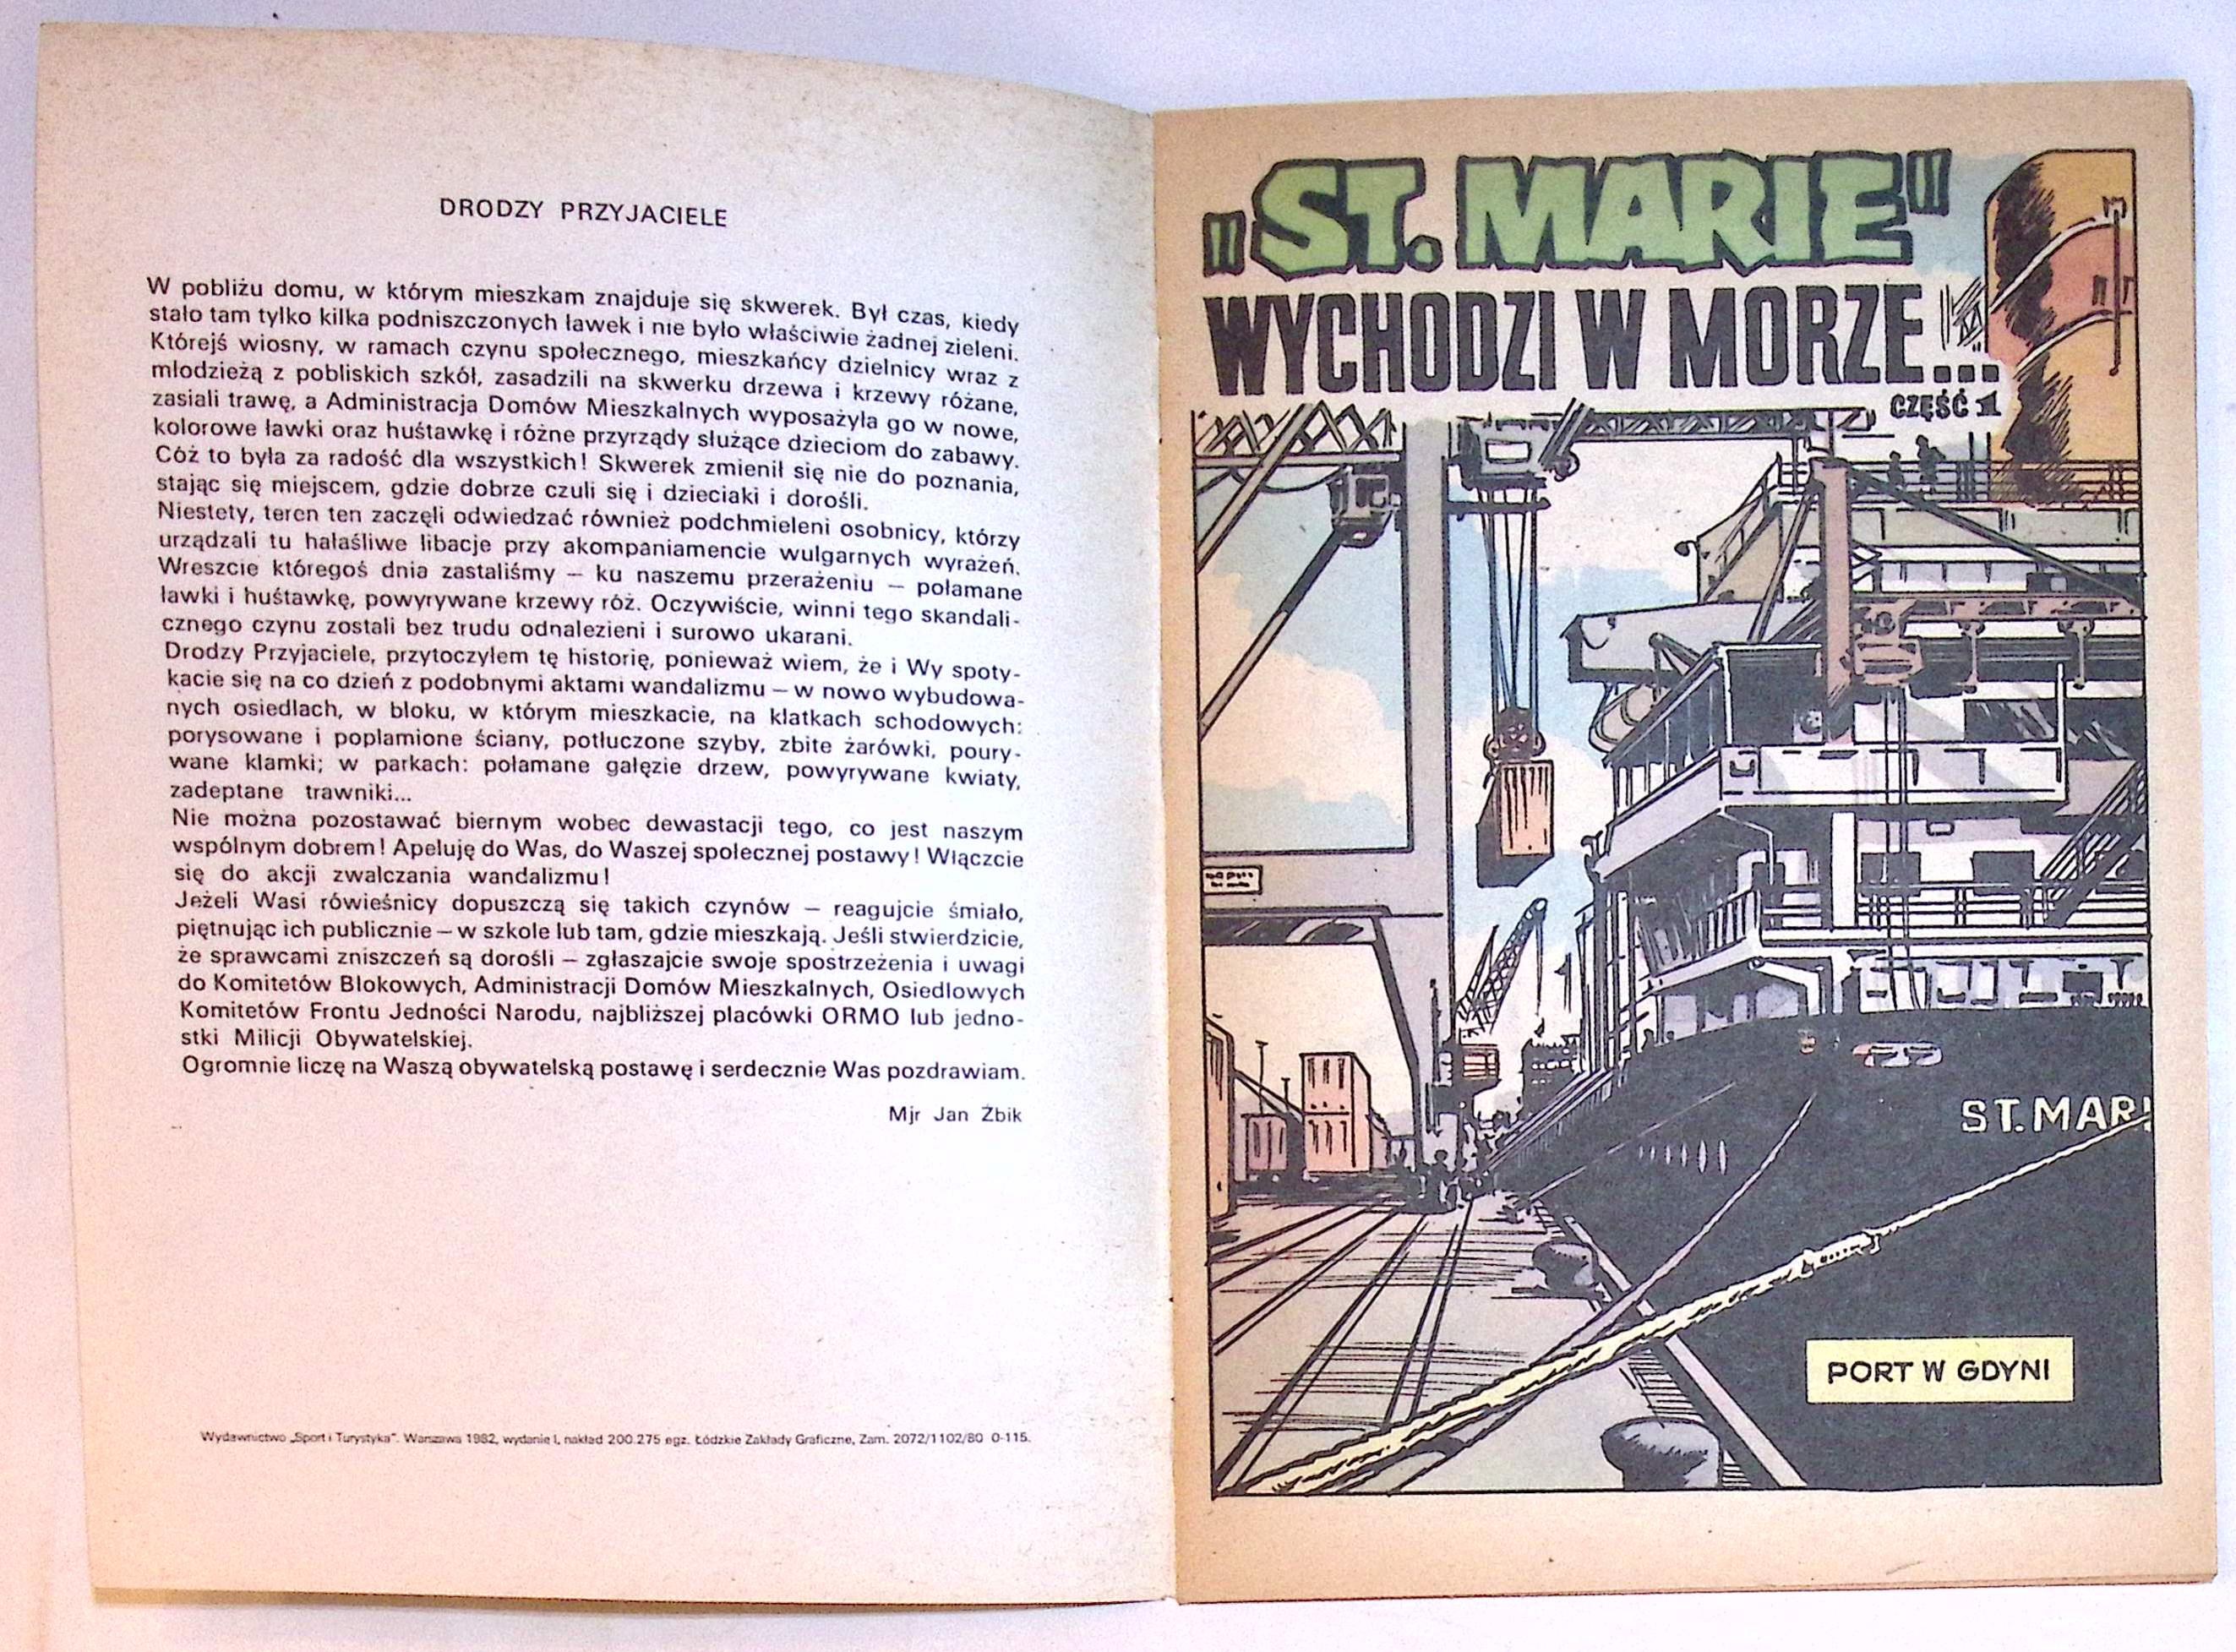 DRODZY PRZYJACIELE
W pobliżu domu, w którym mieszkam znajduje się skwerek. Był czas, kiedy
stało tam tylko kilka podniszczonych ławek i nie było właściwie żadnej zieleni.
Którejś wiosny, w ramach czynu społecznego, mieszkańcy dzielnicy wraz z
młodzieżą z pobliskich szkół, zasadzili na skwerku drzewa i krzewy różane,
zasiali trawę, a Administracja Domów Mieszkalnych wyposażyła go w nowe,
kolorowe ławki oraz huśtawkę i różne przyrządy służące dzieciom do zabawy.
Cóż to była za radość dla wszystkich! Skwerek zmienił się nie do poznania,
stając się miejscem, gdzie dobrze czuli się i dzieciaki i dorośli.
Niestety, teren ten zaczęli odwiedzać również podchmieleni osobnicy, którzy
urządzali tu hałaśliwe libacje przy akompaniamencie wulgarnych wyrażeń.
Wreszcie któregoś dnia zastaliśmy – ku naszemu przerażeniu – połamane
ławki i huśtawkę, powyrywane krzewy róż. Oczywiście, winni tego skandali-
cznego czynu zostali bez trudu odnalezieni i surowo ukarani.
Drodzy Przyjaciele, przytoczyłem tę historię, ponieważ wiem, że i Wy spoty-
kacie się na co dzień z podobnymi aktami wandalizmu – w nowo wybudowa-
nych osiedlach, w bloku, w którym mieszkacie, na klatkach schodowych:
porysowane i poplamione ściany, potłuczone szyby, zbite żarówki, poury-
wane klamki; w parkach: połamane gałęzie drzew, powyrywane kwiaty,
zadeptane trawniki...
Nie można pozostawać biernym wobec dewastacji tego, co jest naszym
wspólnym dobrem! Apeluję do Was, do Waszej społecznej postawy! Włączcie
się do akcji zwalczania wandalizmu!
Jeżeli Wasi rówieśnicy dopuszczą się takich czynów – reagujcie śmiało,
piętnując ich publicznie – w szkole lub tam, gdzie mieszkają. Jeśli stwierdzicie,
że sprawcami zniszczeń są dorośli – zgłaszajcie swoje spostrzeżenia i uwagi
do Komitetów Blokowych, Administracji Domów Mieszkalnych, Osiedlowych
Komitetów Frontu Jedności Narodu, najbliższej placówki ORMO lub jedno-
stki Milicji Obywatelskiej.
Ogromnie liczę na Waszą obywatelską postawę i serdecznie Was pozdrawiam.
Mjr Jan Żbik
Wydawnictwo „Sport i Turystyka". Warszawa 1982, wydanie I, nakład 200.275 egz. Łódzkie Zakłady Graficzne, Zam. 2072/1102/80 0-115.
"ST. MARIE"
WYCHODZI W MORZE...
CZĘŚĆ 1
ST. MARI
PORT W GDYNI